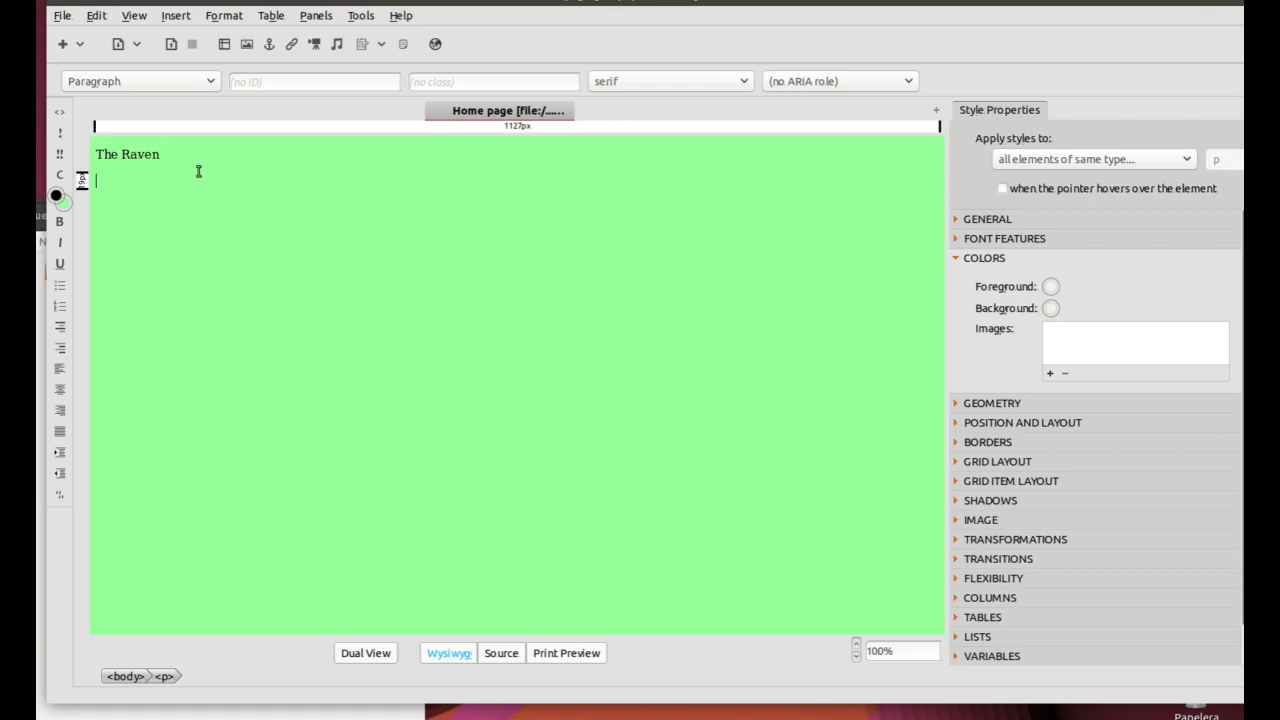 File Edit View Insert Format Table Panels Tools Help
Paragraph (no ID) (no class) serif (no ARIA role)
Home page [file:/...... +
1127px
The Raven
19px
<>
!
!!
C
B
I
U
Style Properties
Apply styles to:
all elements of same type.... p
when the pointer hovers over the element
GENERAL
FONT FEATURES
COLORS
Foreground:
Background:
Images:
+ −
GEOMETRY
POSITION AND LAYOUT
BORDERS
GRID LAYOUT
GRID ITEM LAYOUT
SHADOWS
IMAGE
TRANSFORMATIONS
TRANSITIONS
FLEXIBILITY
COLUMNS
TABLES
LISTS
VARIABLES
Dual View Wysiwyg Source Print Preview 100%
<body> <p>
Papelera